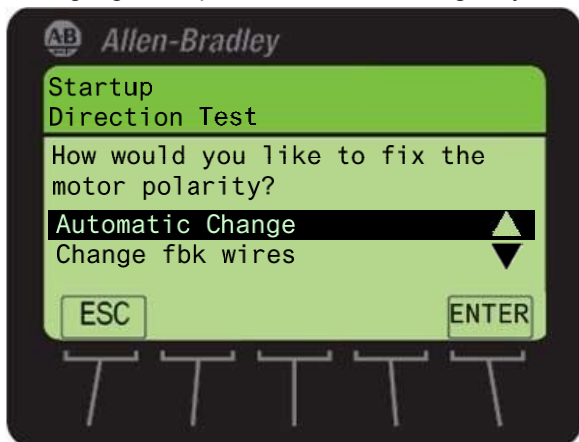 AB Allen-Bradley
Startup
Direction Test
How would you like to fix the
motor polarity?
Automatic Change
Change fbk wires
ESC ENTER